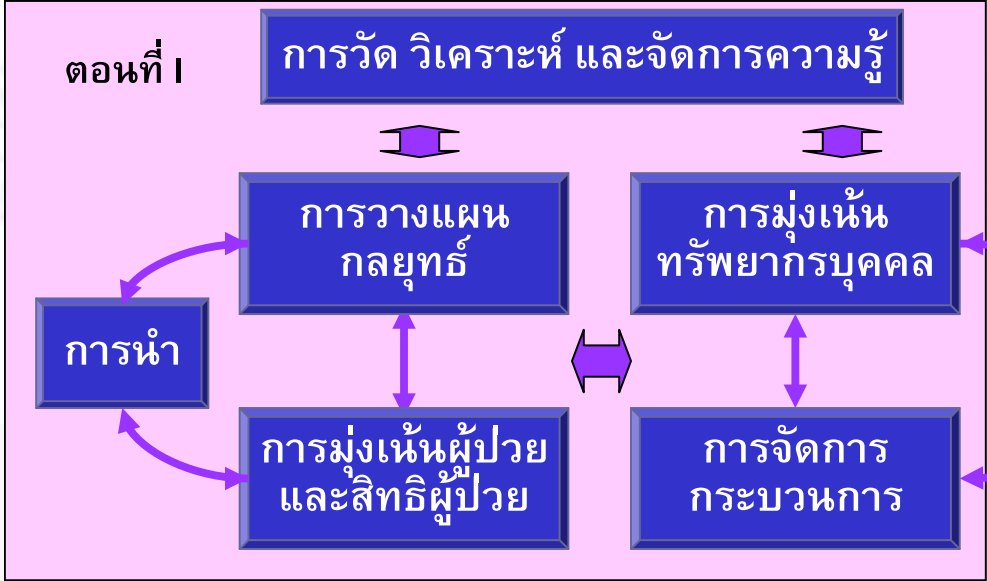 ตอนที่ I
การวัด วิเคราะห์ และจัดการความรู้
การวางแผน
กลยุทธ์
การมุ่งเน้น
ทรัพยากรบุคคล
การนำ
การมุ่งเน้นผู้ป่วย
และสิทธิผู้ป่วย
การจัดการ
กระบวนการ